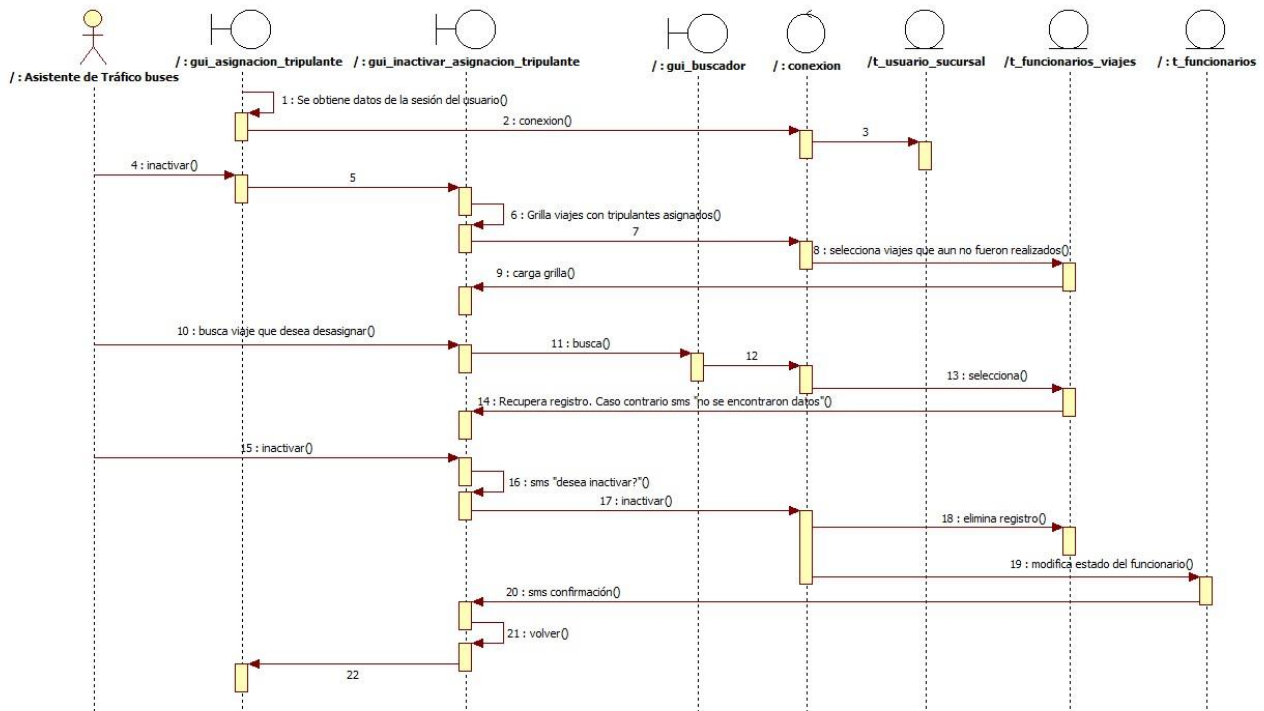 / : Asistente de Tráfico buses
/ : gui_asignacion_tripulante
/ : gui_inactivar_asignacion_tripulante
/ : gui_buscador
/ : conexion
/t_usuario_sucursal
/t_funcionarios_viajes
/ : t_funcionarios
1 : Se obtiene datos de la sesión del usuario()
2 : conexion()
3
4 : inactivar()
5
6 : Grilla viajes con tripulantes asignados()
7
8 : selecciona viajes que aun no fueron realizados()
9 : carga grilla()
10 : busca viaje que desea desasignar()
11 : busca()
12
13 : selecciona()
14 : Recupera registro. Caso contrario sms "no se encontraron datos"()
15 : inactivar()
16 : sms "desea inactivar?"()
17 : inactivar()
18 : elimina registro()
19 : modifica estado del funcionario()
20 : sms confirmación()
21 : volver()
22